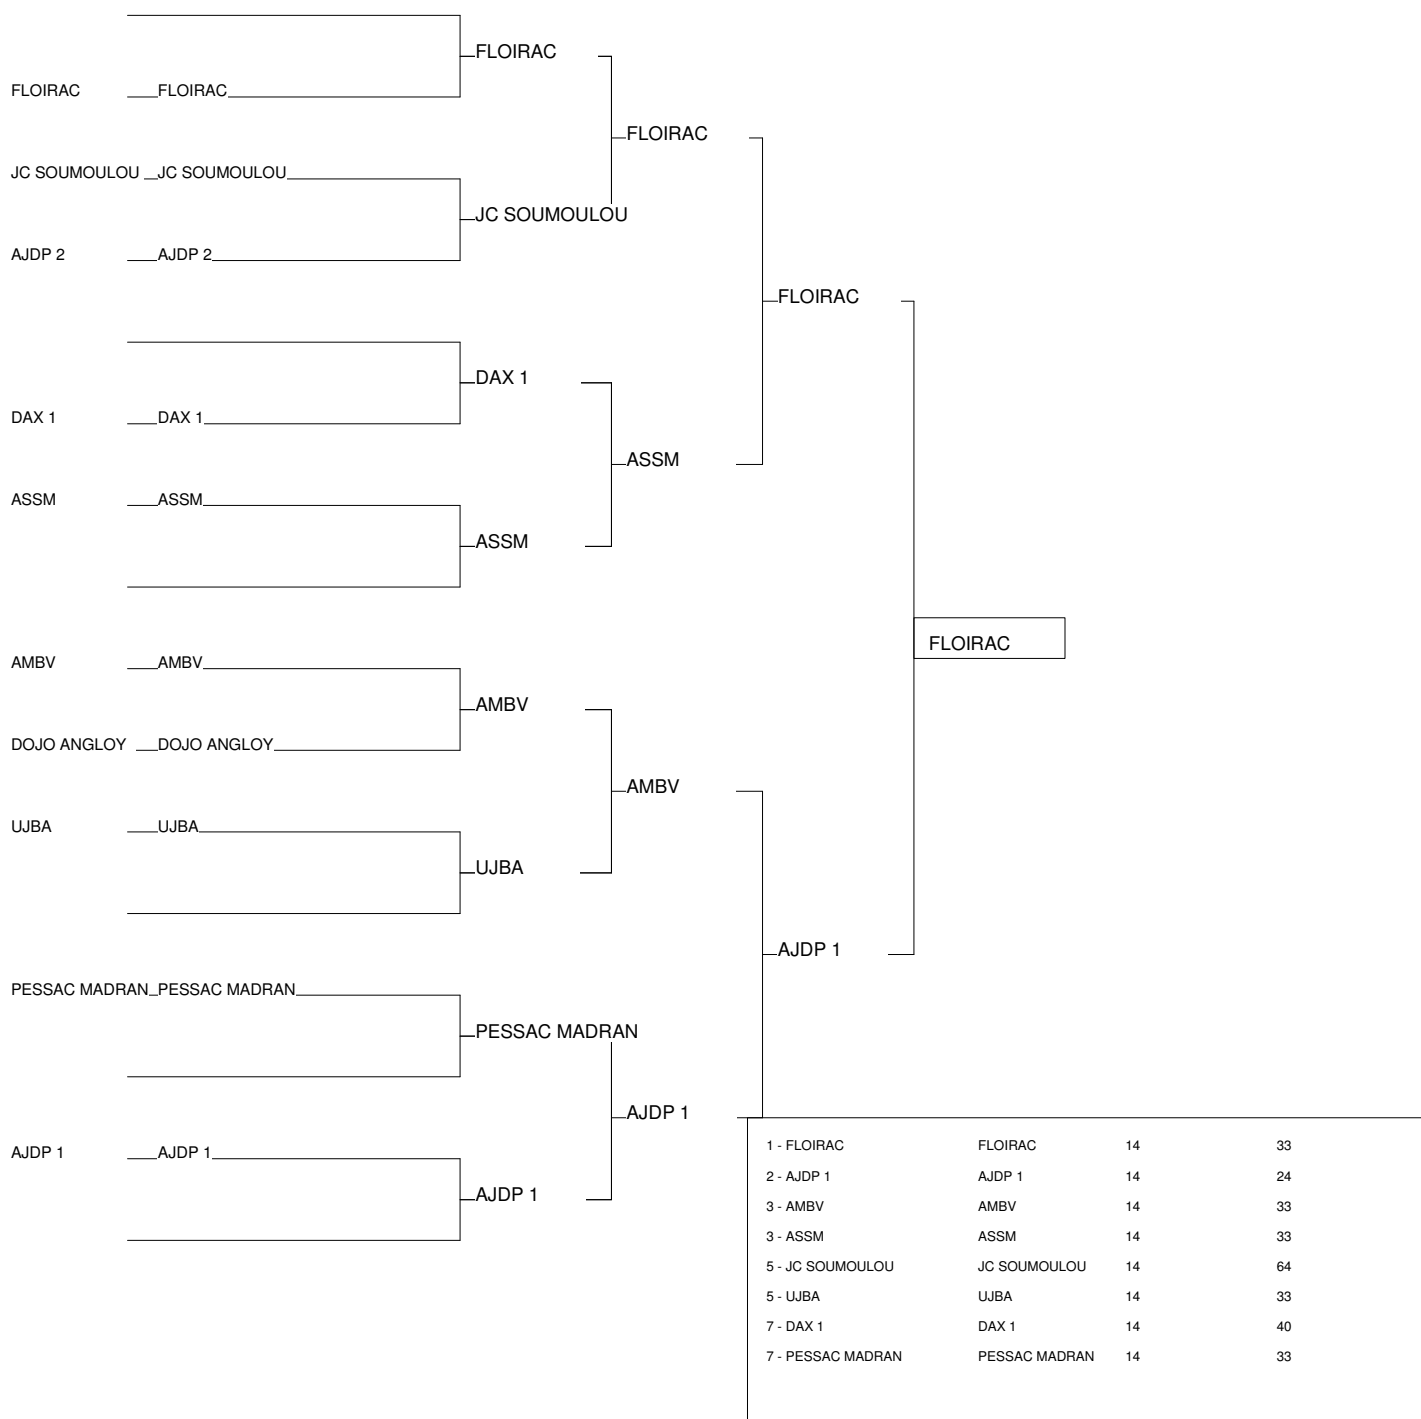 FLOIRAC
FLOIRAC FLOIRAC
FLOIRAC
JC SOUMOULOU JC SOUMOULOU
JC SOUMOULOU
AJDP 2 AJDP 2
FLOIRAC
DAX 1
DAX 1 DAX 1
ASSM
ASSM ASSM
ASSM
FLOIRAC
AMBV AMBV
AMBV
DOJO ANGLOY DOJO ANGLOY
AMBV
UJBA UJBA
UJBA
AJDP 1
PESSAC MADRAN PESSAC MADRAN
PESSAC MADRAN
AJDP 1
AJDP 1 AJDP 1
AJDP 1
1 - FLOIRAC FLOIRAC 14 33
2 - AJDP 1 AJDP 1 14 24
3 - AMBV AMBV 14 33
3 - ASSM ASSM 14 33
5 - JC SOUMOULOU JC SOUMOULOU 14 64
5 - UJBA UJBA 14 33
7 - DAX 1 DAX 1 14 40
7 - PESSAC MADRAN PESSAC MADRAN 14 33